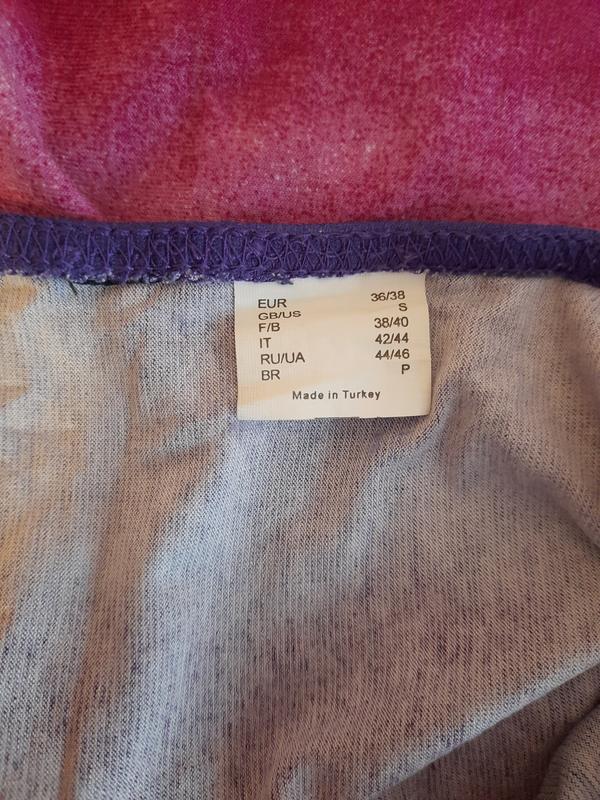 EUR 36/38
GB/US S
F/B 38/40
IT 42/44
RU/UA 44/46
BR P
Made in Turkey